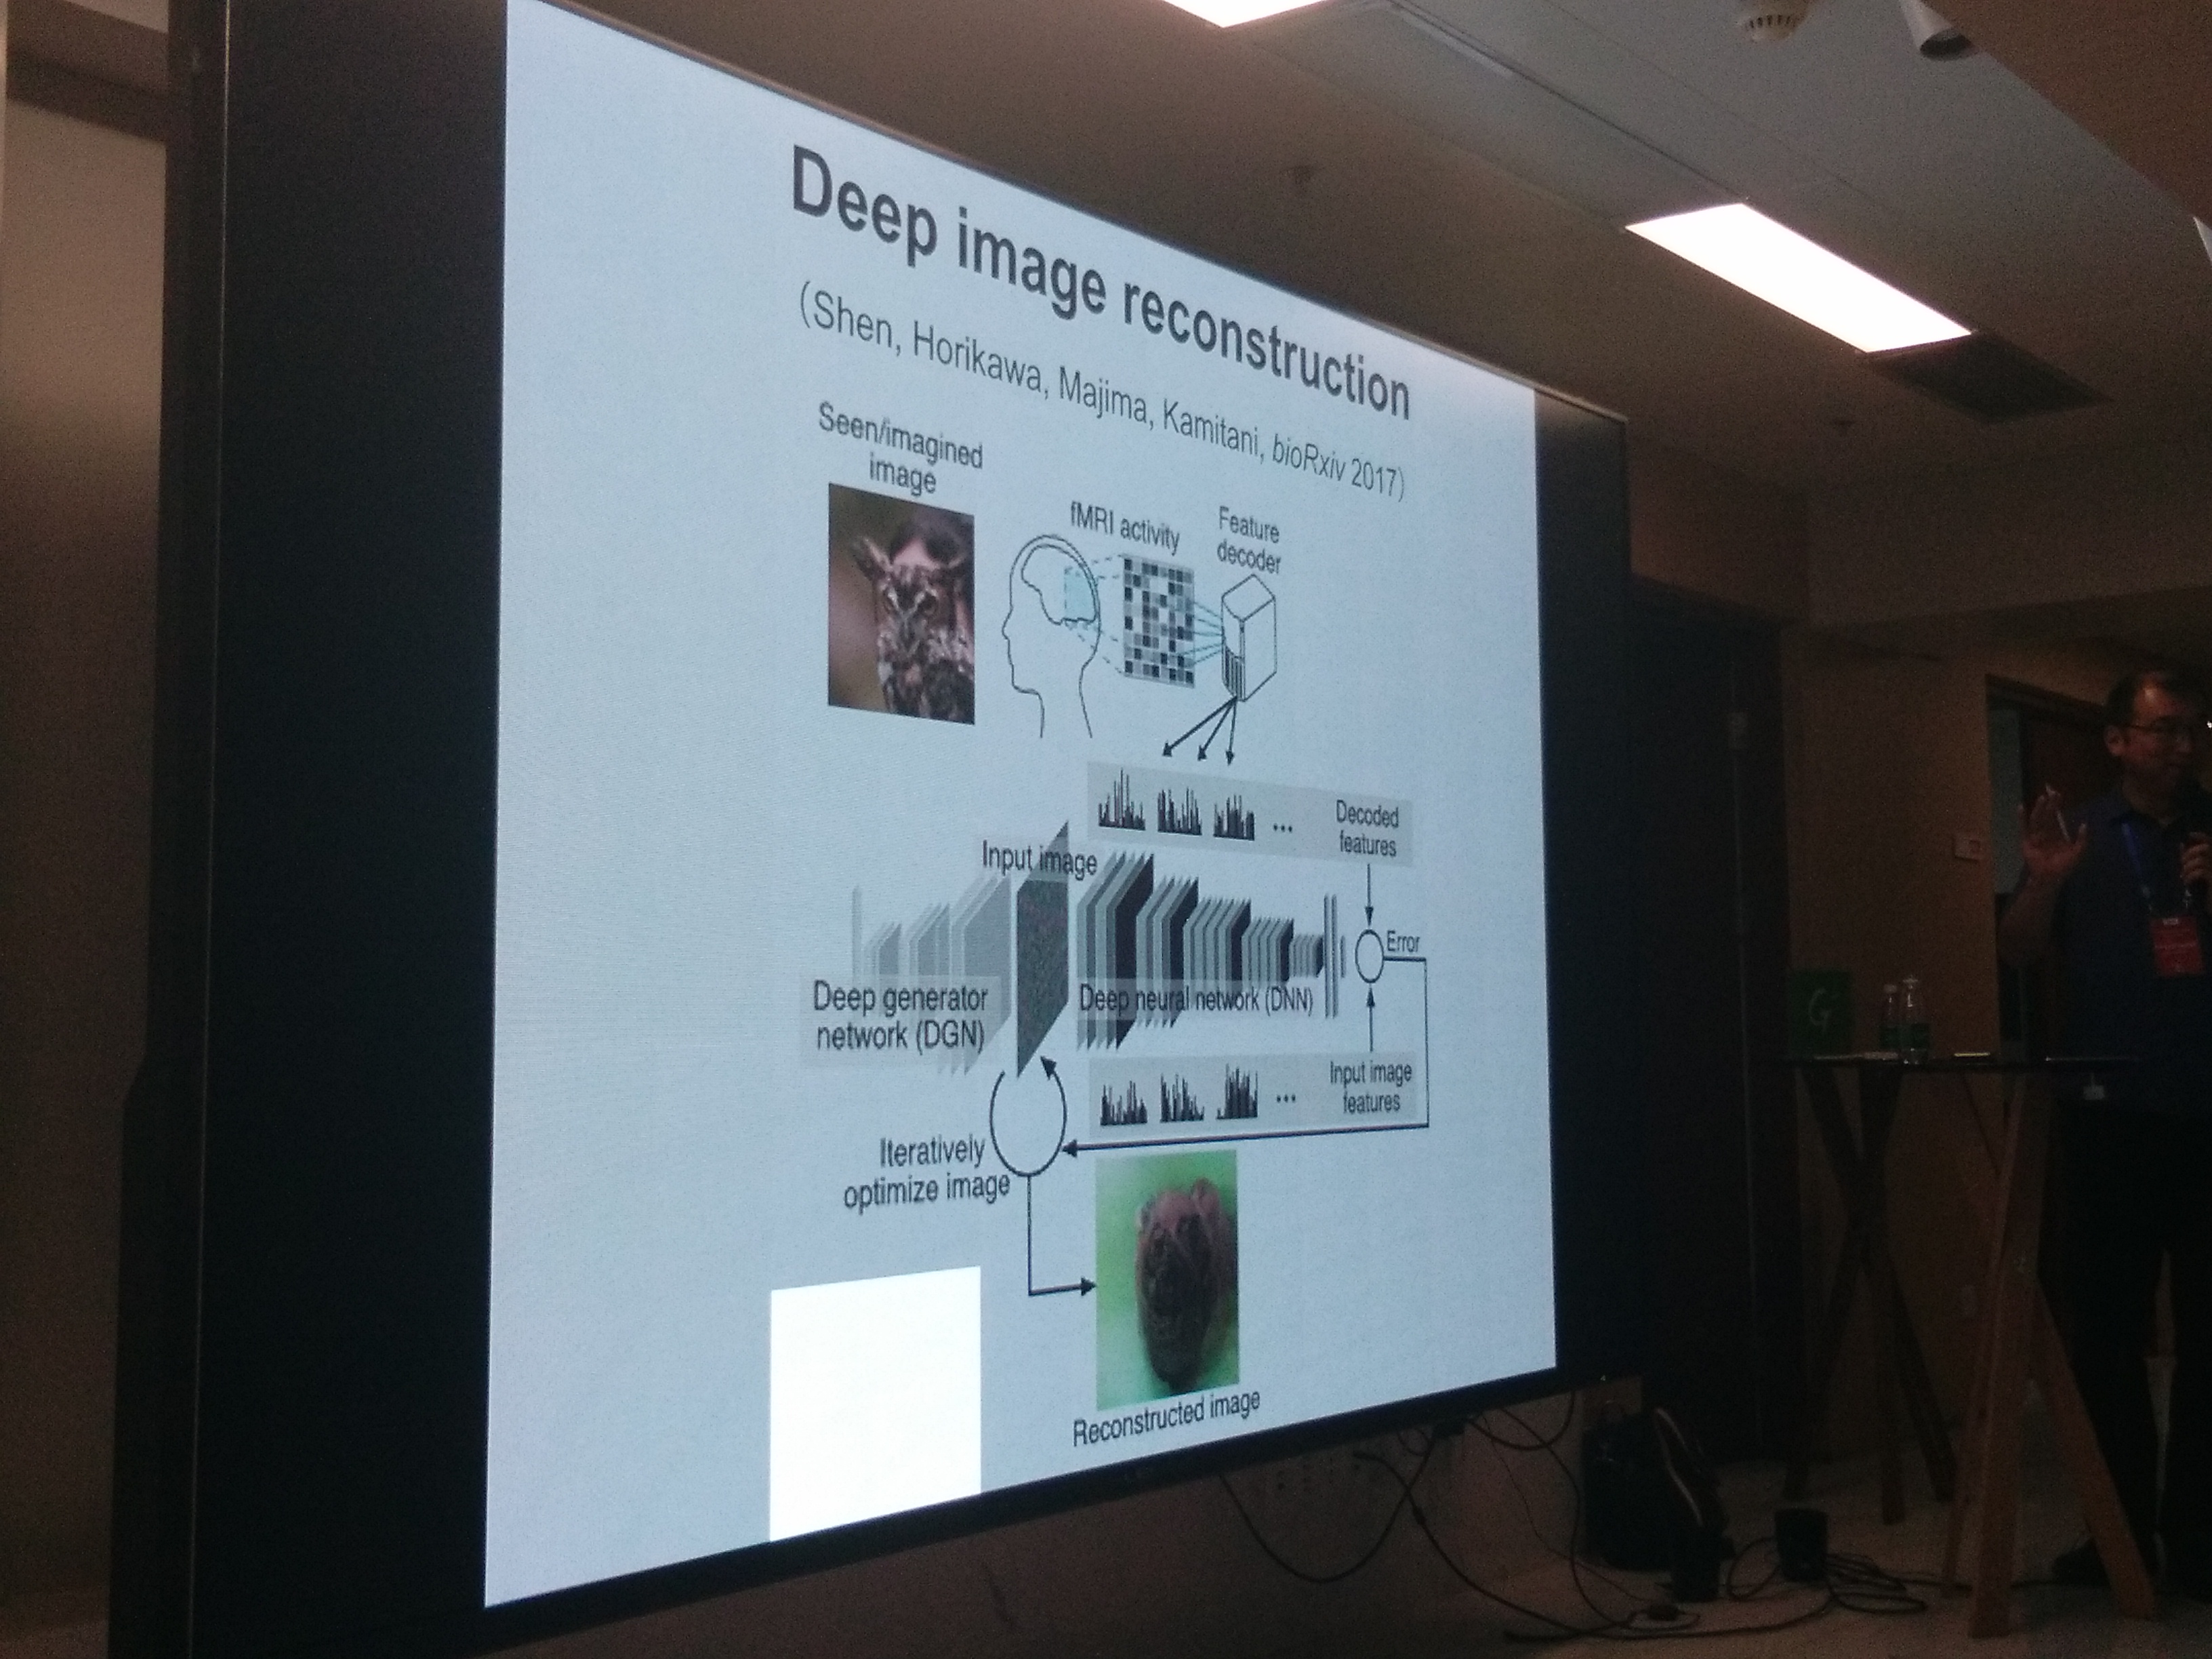 Deep image reconstruction
(Shen, Horikawa, Majima, Kamitani, bioRxiv 2017)
Seen/imagined
image
fMRI activity
Feature
decoder
Decoded
features
Input image
Error
Deep generator
network (DGN)
Deep neural network (DNN)
Input image
features
Iteratively
optimize image
Reconstructed image
G